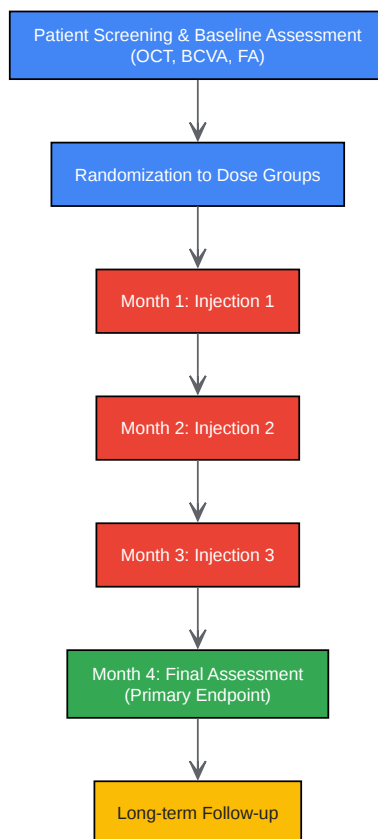 Patient Screening & Baseline Assessment
(OCT, BCVA, FA)
Randomization to Dose Groups
Month 1: Injection 1
Month 2: Injection 2
Month 3: Injection 3
Month 4: Final Assessment
(Primary Endpoint)
Long-term Follow-up